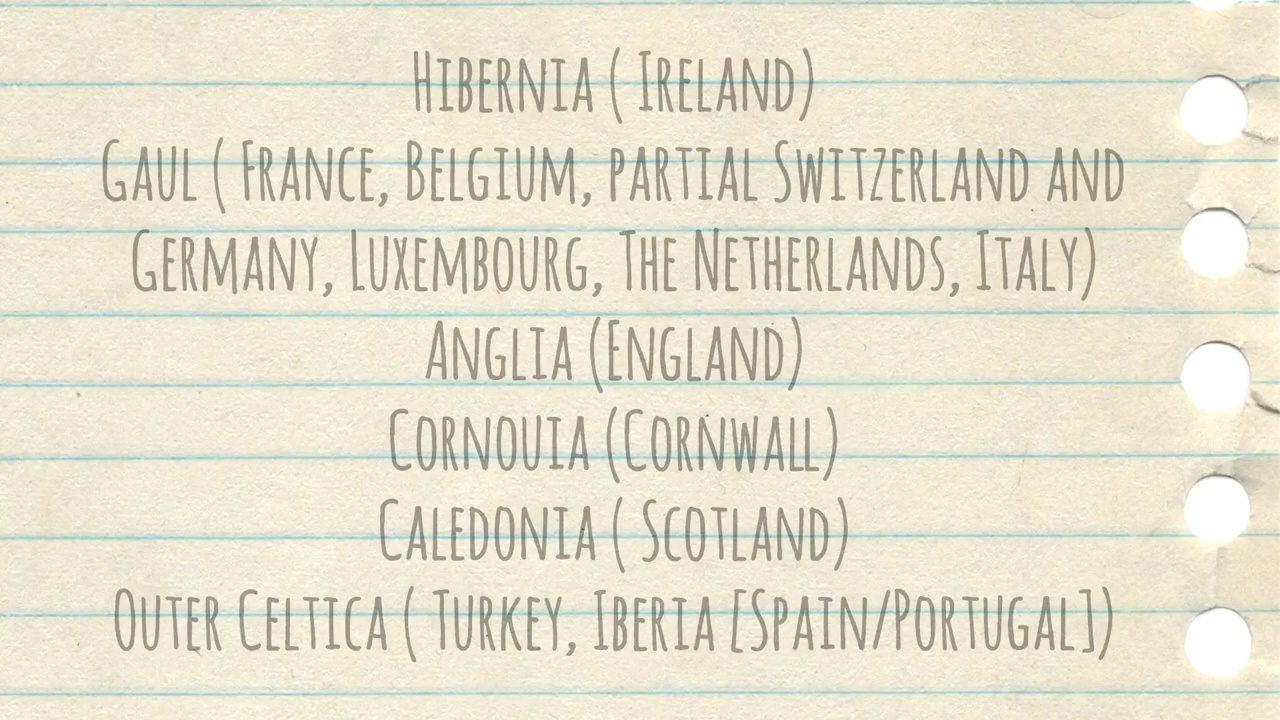 Hibernia ( Ireland)
Gaul ( France, Belgium, partial Switzerland and
Germany, Luxembourg, The Netherlands, Italy)
Anglia (England)
Cornouia (Cornwall)
Caledonia ( Scotland)
Outer Celtica ( Turkey, Iberia [Spain/Portugal])